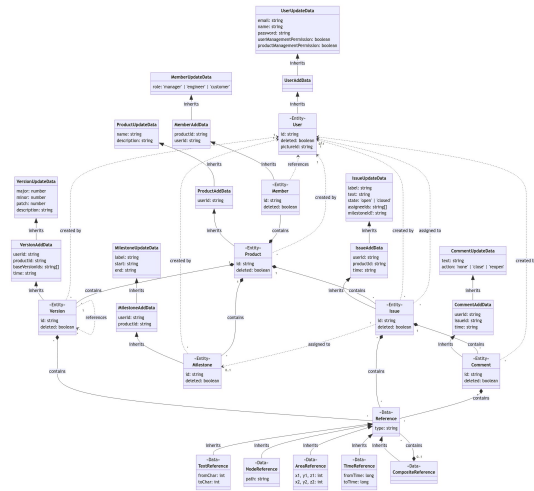 UserUpdateData
email: string
name: string
password: string
userManagementPermission: boolean
productManagementPermission: boolean
Inherits
MemberUpdateData
role: 'manager' | 'engineer' | 'customer'
UserAddData
Inherits
Inherits
ProductUpdateData
name: string
description: string
MemberAddData
productId: string
userId: string
«Entity»
User
id: string
deleted: boolean
pictureId: string
Inherits
Inherits
references
VersionUpdateData
major: number
minor: number
patch: number
description: string
ProductAddData
userId: string
«Entity»
Member
id: string
deleted: boolean
created by
IssueUpdateData
label: string
text: string
state: 'open' | 'closed'
assigneeIds: string[]
Inherits
created by
Inherits
contains
Inherits
created by
assigned to
VersionAddData
userId: string
productId: string
baseVersionIds: string[]
time: string
MilestoneUpdateData
label: string
start: string
end: string
created by
«Entity»
Product
id: string
deleted: boolean
IssueAddData
userId: string
productId: string
time: string
CommentUpdateData
text: string
Inherits
contains
Inherits
Inherits
contains
Inherits
«Entity»
Version
id: string
deleted: boolean
references
MilestoneAddData
userId: string
productId: string
contains
«Entity»
Issue
id: string
deleted: boolean
CommentAddData
userId: string
issueId: string
time: string
Inherits
assigned to
Inherits
contains
«Entity»
Milestone
id: string
deleted: boolean
«Entity»
Comment
id: string
deleted: boolean
contains
contains
contains
«Data»
Reference
type: string
Inherits
Inherits
Inherits
Inherits
Inherits
contains
«Data»
TextReference
fromChar: int
toChar: int
«Data»
NodeReference
path: string
«Data»
AreaReference
x1, y1, z1: int
x2, y2, z2: int
«Data»
TimeReference
fromTime: long
toTime: long
«Data»
CompositeReference